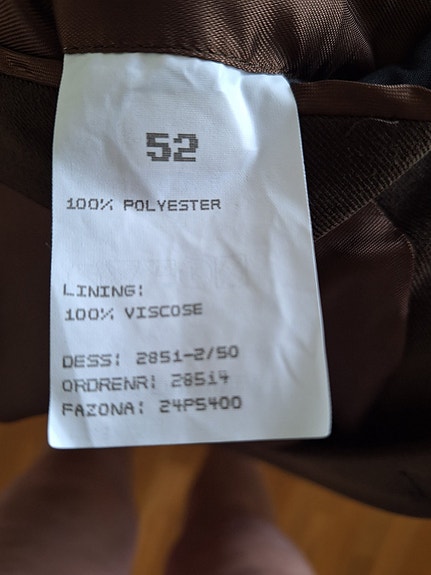 52
100% POLYESTER
LINING:
100% VISCOSE
DESS: 2851-2/50
ORDRENR: 28514
FAZONA: 24P5400